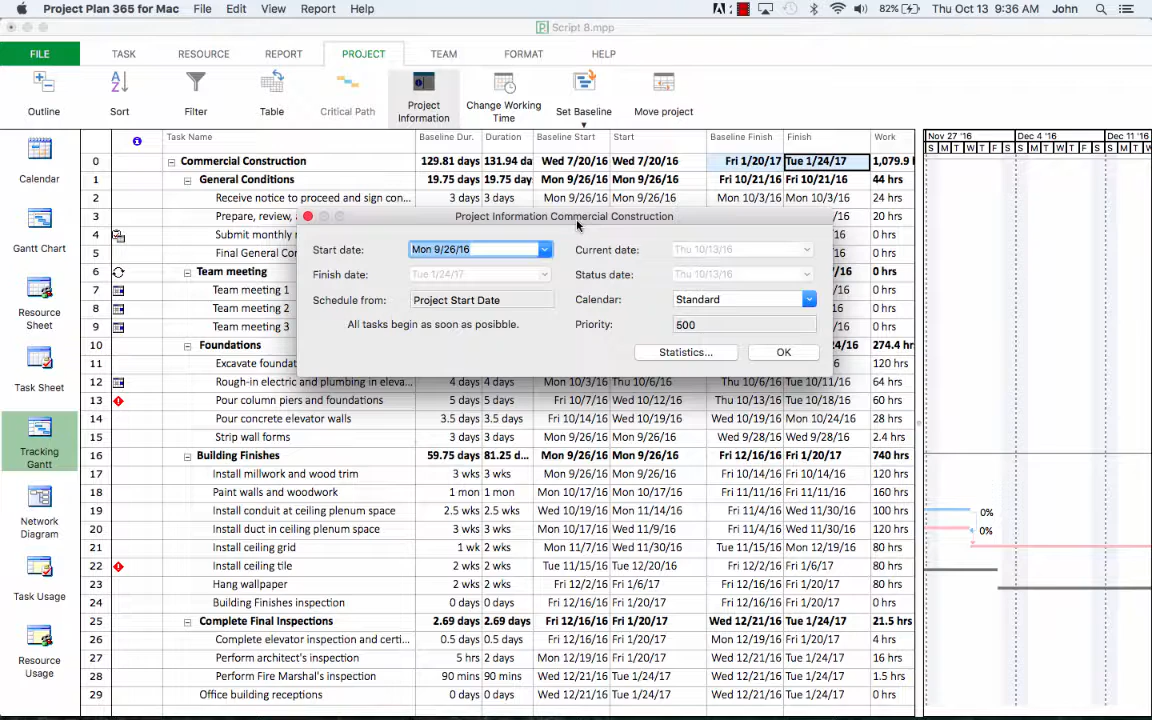 Project Plan 365 for Mac File Edit View Report Help 82% Thu Oct 13 9:36 AM John
Script 8.mpp
FILE TASK RESOURCE REPORT PROJECT TEAM FORMAT HELP
Outline Sort Filter Table Critical Path Project Information Change Working Time Set Baseline Move project
Task Name Baseline Dur. Duration Baseline Start Start Baseline Finish Finish Work Nov 27 '16 Dec 4 '16 Dec 11 '16
S M T W T F S S M T W T F S S M T W
0 Commercial Construction 129.81 days 131.94 da Wed 7/20/16 Wed 7/20/16 Fri 1/20/17 Tue 1/24/17 1,079.9
1 General Conditions 19.75 days 19.75 day Mon 9/26/16 Mon 9/26/16 Fri 10/21/16 Fri 10/21/16 44 hrs
2 Receive notice to proceed and sign con... 3 days 3 days Mon 9/26/16 Mon 9/26/16 Mon 10/3/16 Mon 10/3/16 24 hrs
3 Prepare, review, /16 20 hrs
4 Submit monthly /16 0 hrs
5 Final General Co /16 0 hrs
6 Team meeting /16 0 hrs
7 Team meeting 1 /16 0 hrs
8 Team meeting 2 /16 0 hrs
9 Team meeting 3 /16 0 hrs
10 Foundations 24/16 274.4 hr
11 Excavate foundat
12 Rough-in electric and plumbing in eleva... 4 days 4 days Mon 10/3/16 Thu 10/6/16 Thu 10/6/16 Tue 10/11/16 64 hrs
13 Pour column piers and foundations 5 days 5 days Fri 10/7/16 Wed 10/12/16 Thu 10/13/16 Tue 10/18/16 60 hrs
14 Pour concrete elevator walls 3.5 days 3.5 days Fri 10/14/16 Wed 10/19/16 Wed 10/19/16 Mon 10/24/16 28 hrs
15 Strip wall forms 3 days 3 days Mon 9/26/16 Mon 9/26/16 Wed 9/28/16 Wed 9/28/16 2.4 hrs
16 Building Finishes 59.75 days 81.25 d... Mon 9/26/16 Mon 9/26/16 Fri 12/16/16 Fri 1/20/17 740 hrs
17 Install millwork and wood trim 3 wks 3 wks Mon 9/26/16 Mon 9/26/16 Fri 10/14/16 Fri 10/14/16 120 hrs
18 Paint walls and woodwork 1 mon 1 mon Mon 10/17/16 Mon 10/17/16 Fri 11/11/16 Fri 11/11/16 160 hrs
19 Install conduit at ceiling plenum space 2.5 wks 2.5 wks Mon 10/17/16 Mon 11/14/16 Fri 11/4/16 Wed 11/30/16 100 hrs 0%
20 Install duct in ceiling plenum space 3 wks 3 wks Mon 10/17/16 Wed 11/9/16 Fri 11/4/16 Wed 11/30/16 120 hrs 0%
21 Install ceiling grid 1 wk 2 wks Mon 11/7/16 Wed 11/30/16 Tue 11/15/16 Mon 12/19/16 80 hrs
22 Install ceiling tile 2 wks 2 wks Tue 11/15/16 Tue 12/20/16 Fri 12/2/16 Fri 1/6/17 80 hrs
23 Hang wallpaper 2 wks 2 wks Fri 12/2/16 Fri 1/6/17 Fri 12/16/16 Fri 1/20/17 80 hrs
24 Building Finishes inspection 0 days 0 days Fri 12/16/16 Fri 1/20/17 Fri 12/16/16 Fri 1/20/17 0 hrs
25 Complete Final Inspections 2.69 days 2.69 days Fri 12/16/16 Fri 1/20/17 Wed 12/21/16 Tue 1/24/17 21.5 hrs
26 Complete elevator inspection and certi... 0.5 days 0.5 days Fri 12/16/16 Fri 1/20/17 Mon 12/19/16 Fri 1/20/17 4 hrs
27 Perform architect's inspection 5 hrs 2 days Mon 12/19/16 Fri 1/20/17 Wed 12/21/16 Tue 1/24/17 16 hrs
28 Perform Fire Marshal's inspection 90 mins 90 mins Wed 12/21/16 Tue 1/24/17 Wed 12/21/16 Tue 1/24/17 1.5 hrs
29 Office building receptions 0 days 0 days Wed 12/21/16 Tue 1/24/17 Wed 12/21/16 Tue 1/24/17 0 hrs
Calendar
Gantt Chart
Resource Sheet
Task Sheet
Tracking Gantt
Network Diagram
Task Usage
Resource Usage
Project Information Commercial Construction
Start date: Mon 9/26/16 Current date: Thu 10/13/16
Finish date: Tue 1/24/17 Status date: Thu 10/13/16
Schedule from: Project Start Date Calendar: Standard
All tasks begin as soon as posibble. Priority: 500
Statistics... OK